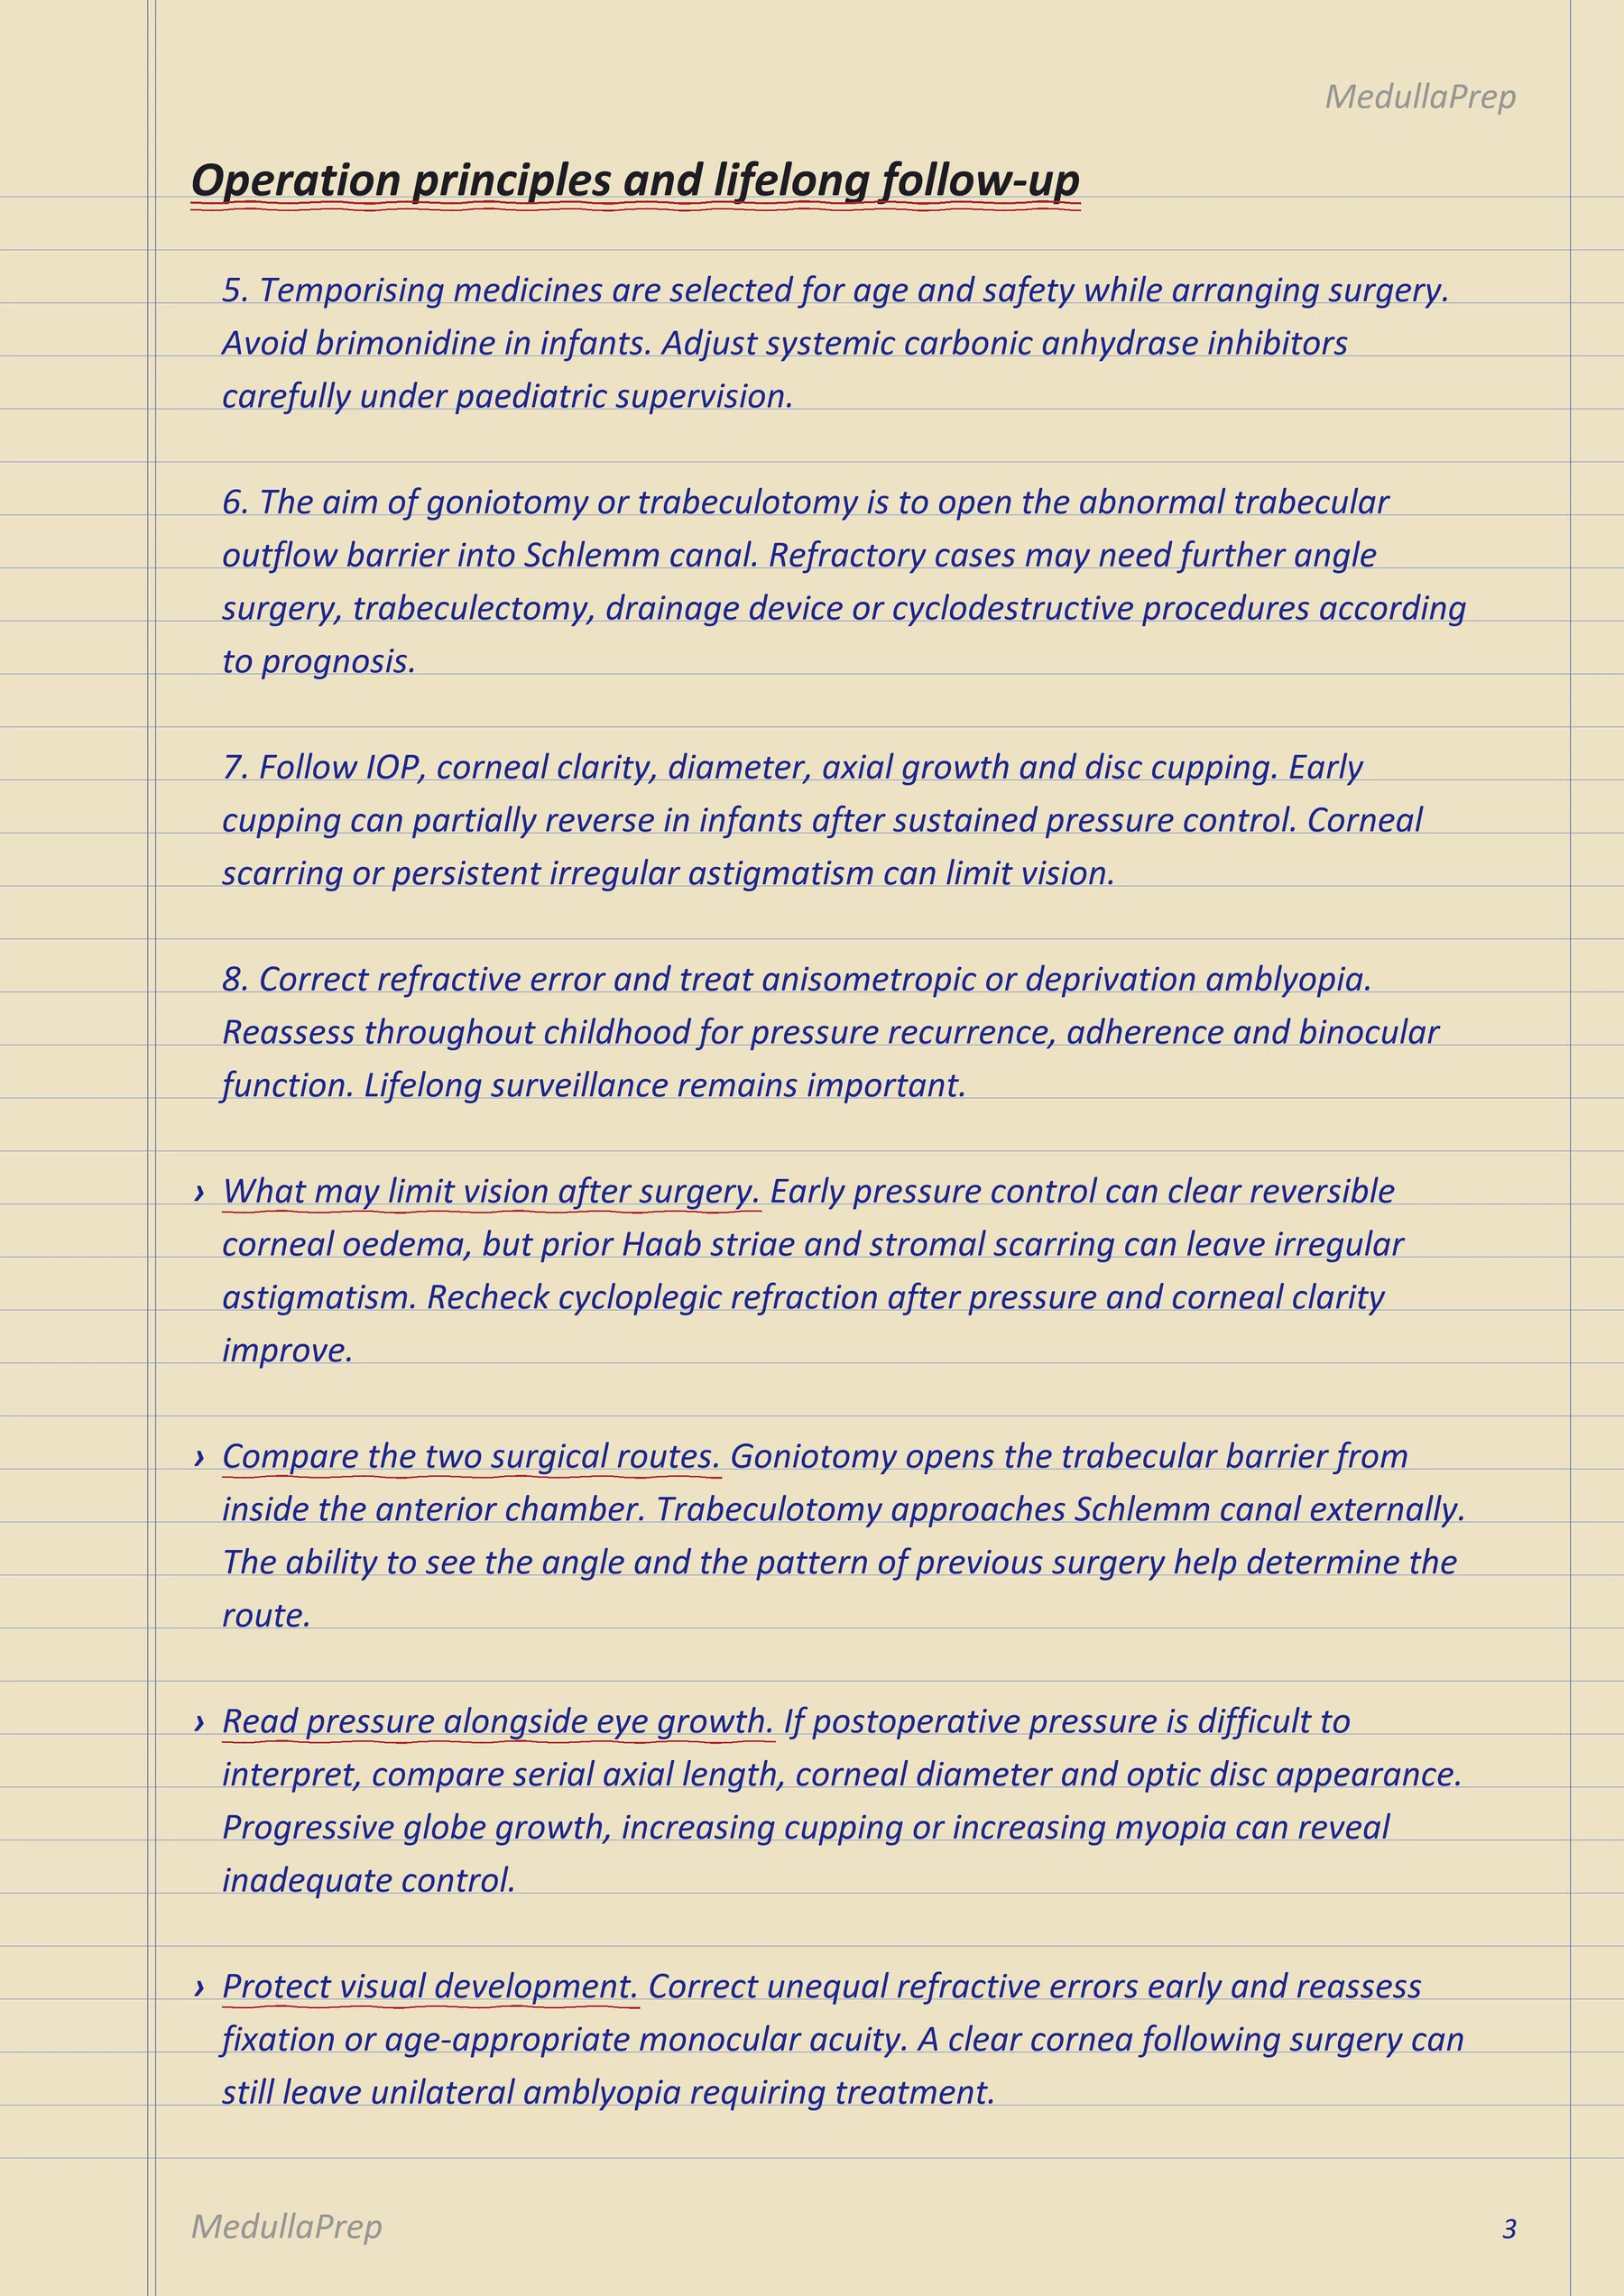 MedullaPrep
Operation principles and lifelong follow-up
5. Temporising medicines are selected for age and safety while arranging surgery.
Avoid brimonidine in infants. Adjust systemic carbonic anhydrase inhibitors
carefully under paediatric supervision.
6. The aim of goniotomy or trabeculotomy is to open the abnormal trabecular
outflow barrier into Schlemm canal. Refractory cases may need further angle
surgery, trabeculectomy, drainage device or cyclodestructive procedures according
to prognosis.
7. Follow IOP, corneal clarity, diameter, axial growth and disc cupping. Early
cupping can partially reverse in infants after sustained pressure control. Corneal
scarring or persistent irregular astigmatism can limit vision.
8. Correct refractive error and treat anisometropic or deprivation amblyopia.
Reassess throughout childhood for pressure recurrence, adherence and binocular
function. Lifelong surveillance remains important.
› What may limit vision after surgery. Early pressure control can clear reversible
corneal oedema, but prior Haab striae and stromal scarring can leave irregular
astigmatism. Recheck cycloplegic refraction after pressure and corneal clarity
improve.
› Compare the two surgical routes. Goniotomy opens the trabecular barrier from
inside the anterior chamber. Trabeculotomy approaches Schlemm canal externally.
The ability to see the angle and the pattern of previous surgery help determine the
route.
› Read pressure alongside eye growth. If postoperative pressure is difficult to
interpret, compare serial axial length, corneal diameter and optic disc appearance.
Progressive globe growth, increasing cupping or increasing myopia can reveal
inadequate control.
› Protect visual development. Correct unequal refractive errors early and reassess
fixation or age-appropriate monocular acuity. A clear cornea following surgery can
still leave unilateral amblyopia requiring treatment.
MedullaPrep
3